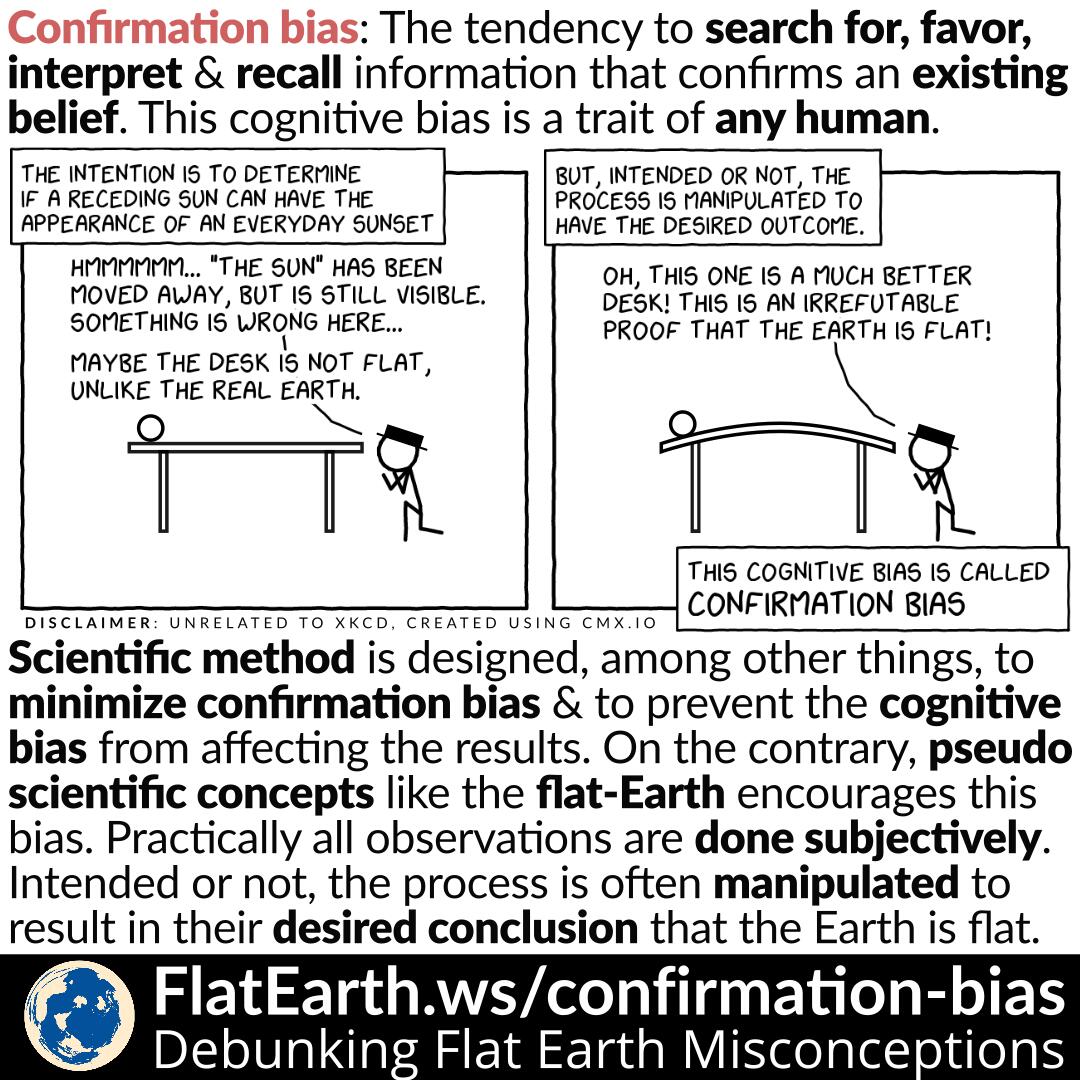 Confirmation bias: The tendency to search for, favor,
interpret & recall information that confirms an existing
belief. This cognitive bias is a trait of any human.
THE INTENTION IS TO DETERMINE
IF A RECEDING SUN CAN HAVE THE
APPEARANCE OF AN EVERYDAY SUNSET
HMMMMMM... "THE SUN" HAS BEEN
MOVED AWAY, BUT IS STILL VISIBLE.
SOMETHING IS WRONG HERE...
MAYBE THE DESK IS NOT FLAT,
UNLIKE THE REAL EARTH.
BUT, INTENDED OR NOT, THE
PROCESS IS MANIPULATED TO
HAVE THE DESIRED OUTCOME.
OH, THIS ONE IS A MUCH BETTER
DESK! THIS IS AN IRREFUTABLE
PROOF THAT THE EARTH IS FLAT!
THIS COGNITIVE BIAS IS CALLED
CONFIRMATION BIAS
DISCLAIMER: UNRELATED TO XKCD, CREATED USING CMX.IO
Scientific method is designed, among other things, to
minimize confirmation bias & to prevent the cognitive
bias from affecting the results. On the contrary, pseudo
scientific concepts like the flat-Earth encourages this
bias. Practically all observations are done subjectively.
Intended or not, the process is often manipulated to
result in their desired conclusion that the Earth is flat.
FlatEarth.ws/confirmation-bias
Debunking Flat Earth Misconceptions